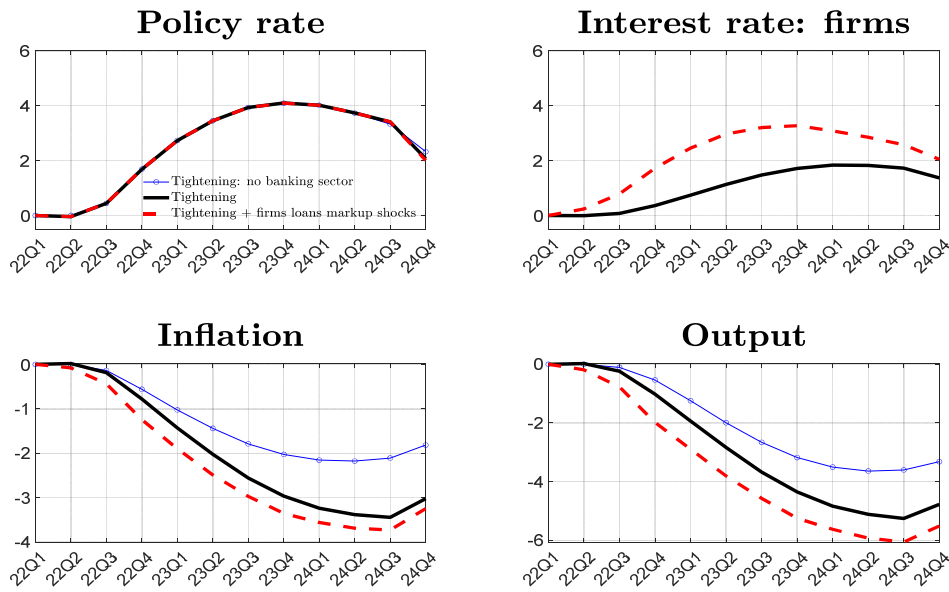 Policy rate
6
4
2
0
Tightening: no banking sector
Tightening
Tightening + firms loans markup shocks
22Q1 22Q2 22Q3 22Q4 23Q1 23Q2 23Q3 23Q4 24Q1 24Q2 24Q3 24Q4
Interest rate: firms
6
4
2
0
22Q1 22Q2 22Q3 22Q4 23Q1 23Q2 23Q3 23Q4 24Q1 24Q2 24Q3 24Q4
Inflation
0
-1
-2
-3
-4
22Q1 22Q2 22Q3 22Q4 23Q1 23Q2 23Q3 23Q4 24Q1 24Q2 24Q3 24Q4
Output
0
-2
-4
-6
22Q1 22Q2 22Q3 22Q4 23Q1 23Q2 23Q3 23Q4 24Q1 24Q2 24Q3 24Q4